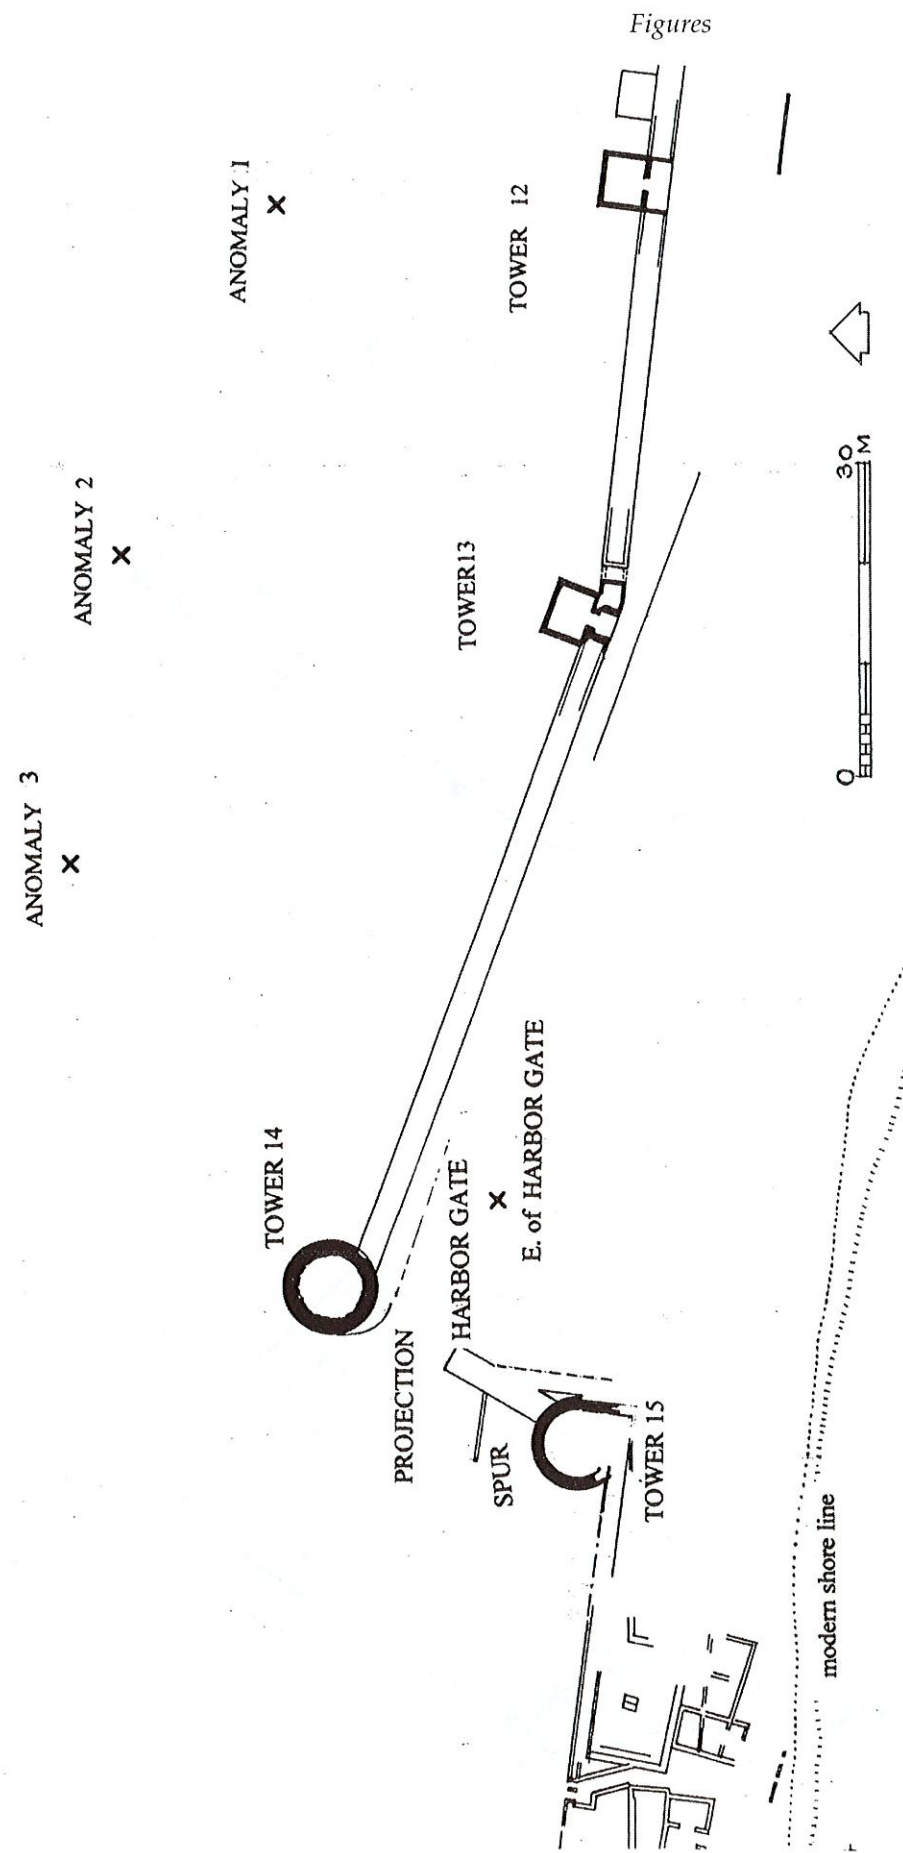 Figures
ANOMALY 1
TOWER 12
ANOMALY 2
TOWER13
ANOMALY 3
TOWER 14
HARBOR GATE
E. of HARBOR GATE
PROJECTION
SPUR
TOWER 15
modern shore line
0
30
M